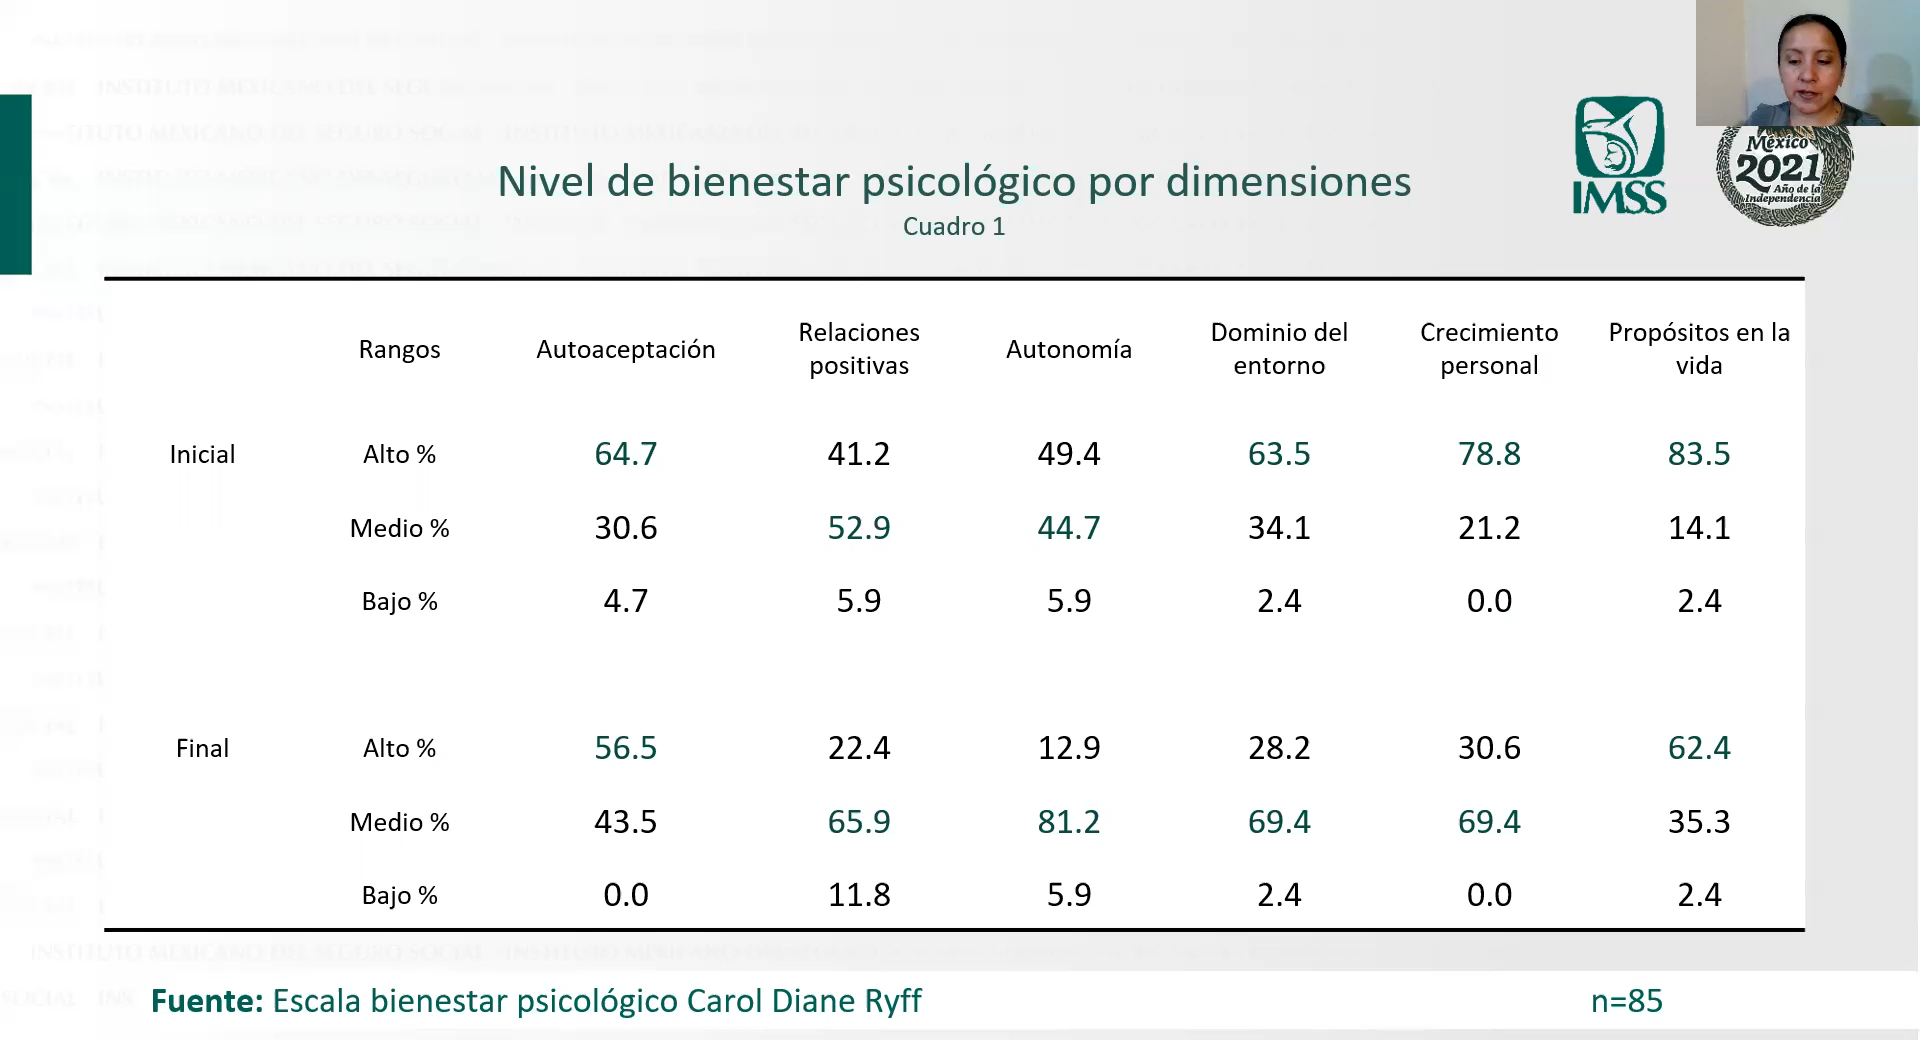 Nivel de bienestar psicológico por dimensiones
Cuadro 1
IMSS
México
2021
Año de la
Independencia
Rangos Autoaceptación Relaciones positivas Autonomía Dominio del entorno Crecimiento personal Propósitos en la vida
Inicial Alto % 64.7 41.2 49.4 63.5 78.8 83.5
Medio % 30.6 52.9 44.7 34.1 21.2 14.1
Bajo % 4.7 5.9 5.9 2.4 0.0 2.4
Final Alto % 56.5 22.4 12.9 28.2 30.6 62.4
Medio % 43.5 65.9 81.2 69.4 69.4 35.3
Bajo % 0.0 11.8 5.9 2.4 0.0 2.4
INSTITUTO MEXICANO DEL SEGURO SOCIAL
Fuente: Escala bienestar psicológico Carol Diane Ryff n=85